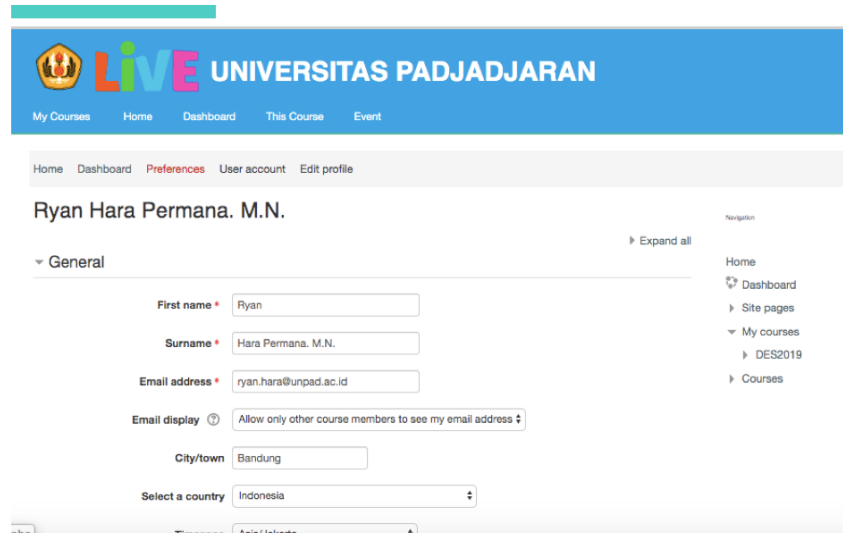 LiVE UNIVERSITAS PADJADJARAN
My Courses Home Dashboard This Course Event
Home Dashboard Preferences User account Edit profile
Ryan Hara Permana. M.N.
Navigation
Expand all
General
Home
Dashboard
First name * Ryan
Site pages
My courses
Surname * Hara Permana. M.N.
DES2019
Email address * ryan.hara@unpad.ac.id
Courses
Email display Allow only other course members to see my email address
City/town Bandung
Select a country Indonesia